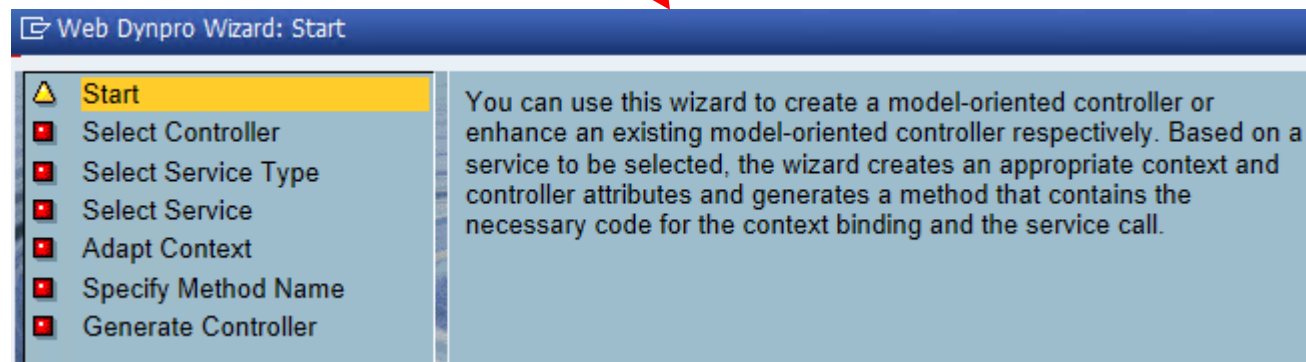 Web Dynpro Wizard: Start
Start
Select Controller
Select Service Type
Select Service
Adapt Context
Specify Method Name
Generate Controller
You can use this wizard to create a model-oriented controller or
enhance an existing model-oriented controller respectively. Based on a
service to be selected, the wizard creates an appropriate context and
controller attributes and generates a method that contains the
necessary code for the context binding and the service call.